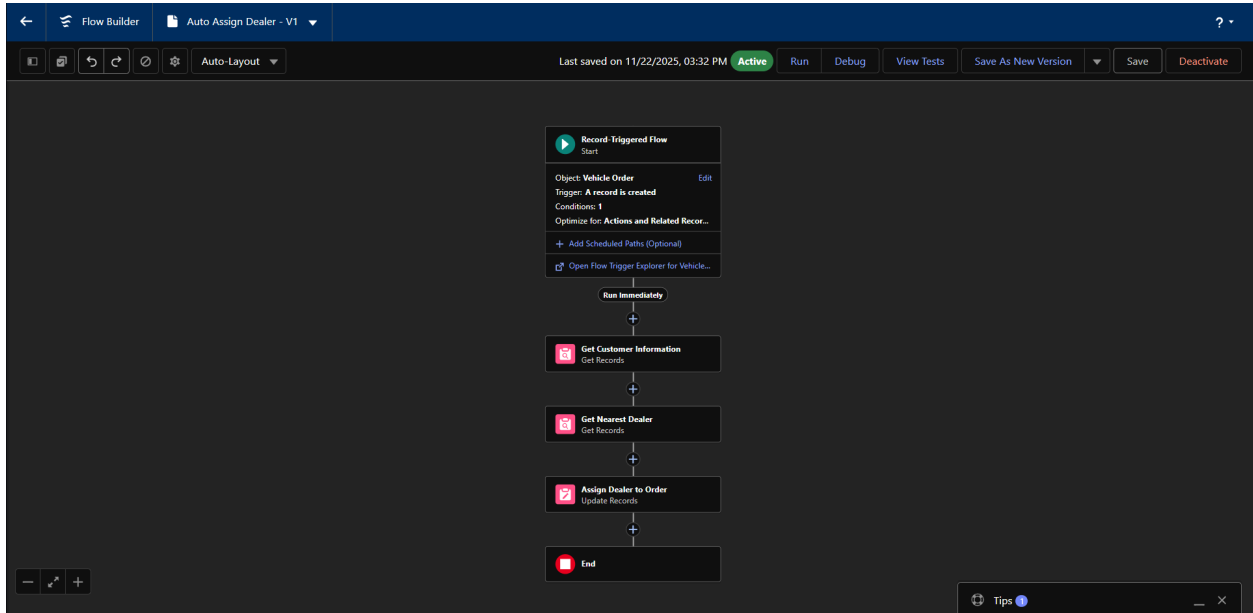 Flow Builder
Auto Assign Dealer - V1
?
Auto-Layout
Last saved on 11/22/2025, 03:32 PM
Active
Run
Debug
View Tests
Save As New Version
Save
Deactivate
Record-Triggered Flow
Start
Object: Vehicle Order
Edit
Trigger: A record is created
Conditions: 1
Optimize for: Actions and Related Recor...
+ Add Scheduled Paths (Optional)
Open Flow Trigger Explorer for Vehicle...
Run Immediately
Get Customer Information
Get Records
Get Nearest Dealer
Get Records
Assign Dealer to Order
Update Records
End
Tips 1